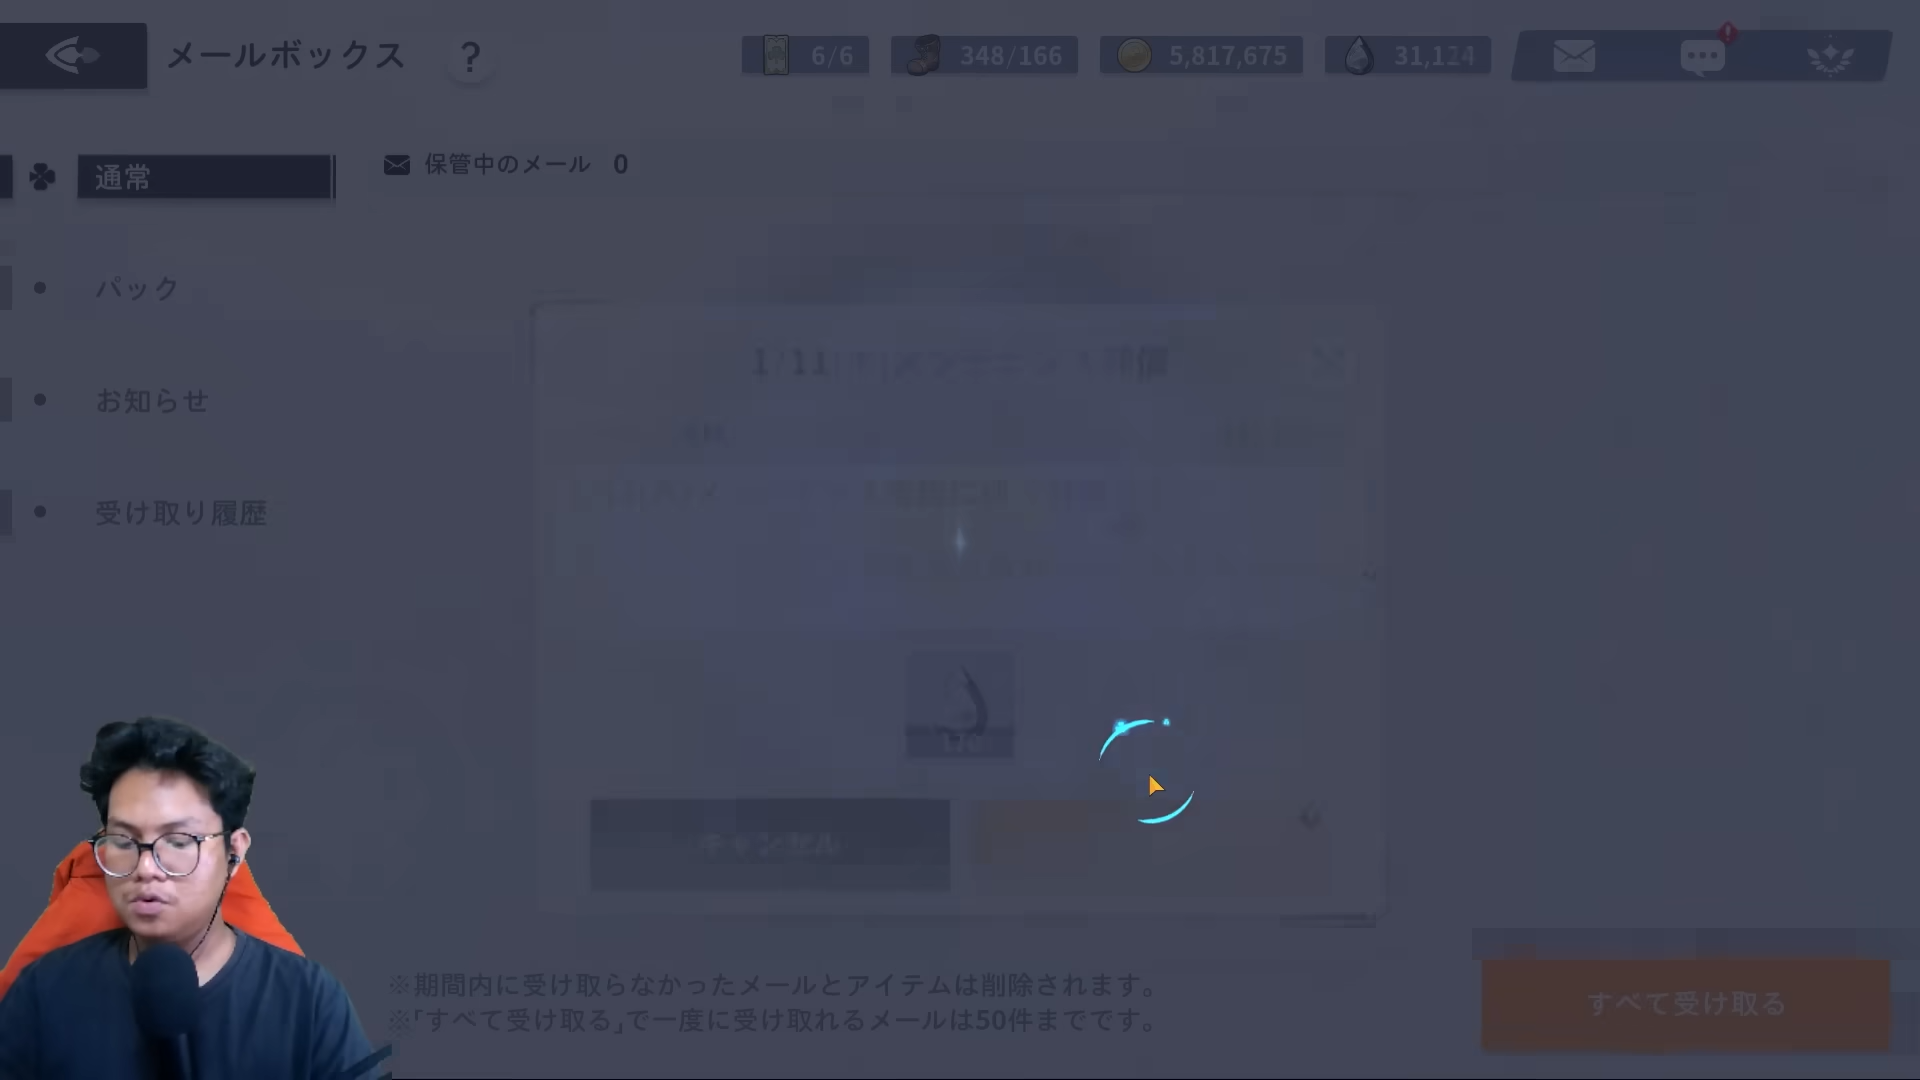 メールボックス ?
6/6
348/166
5,817,675
31,124
通常
保管中のメール 0
パック
お知らせ
受け取り履歴
キャンセル
※期間内に受け取らなかったメールとアイテムは削除されます。
※「すべて受け取る」で一度に受け取れるメールは50件までです。
すべて受け取る